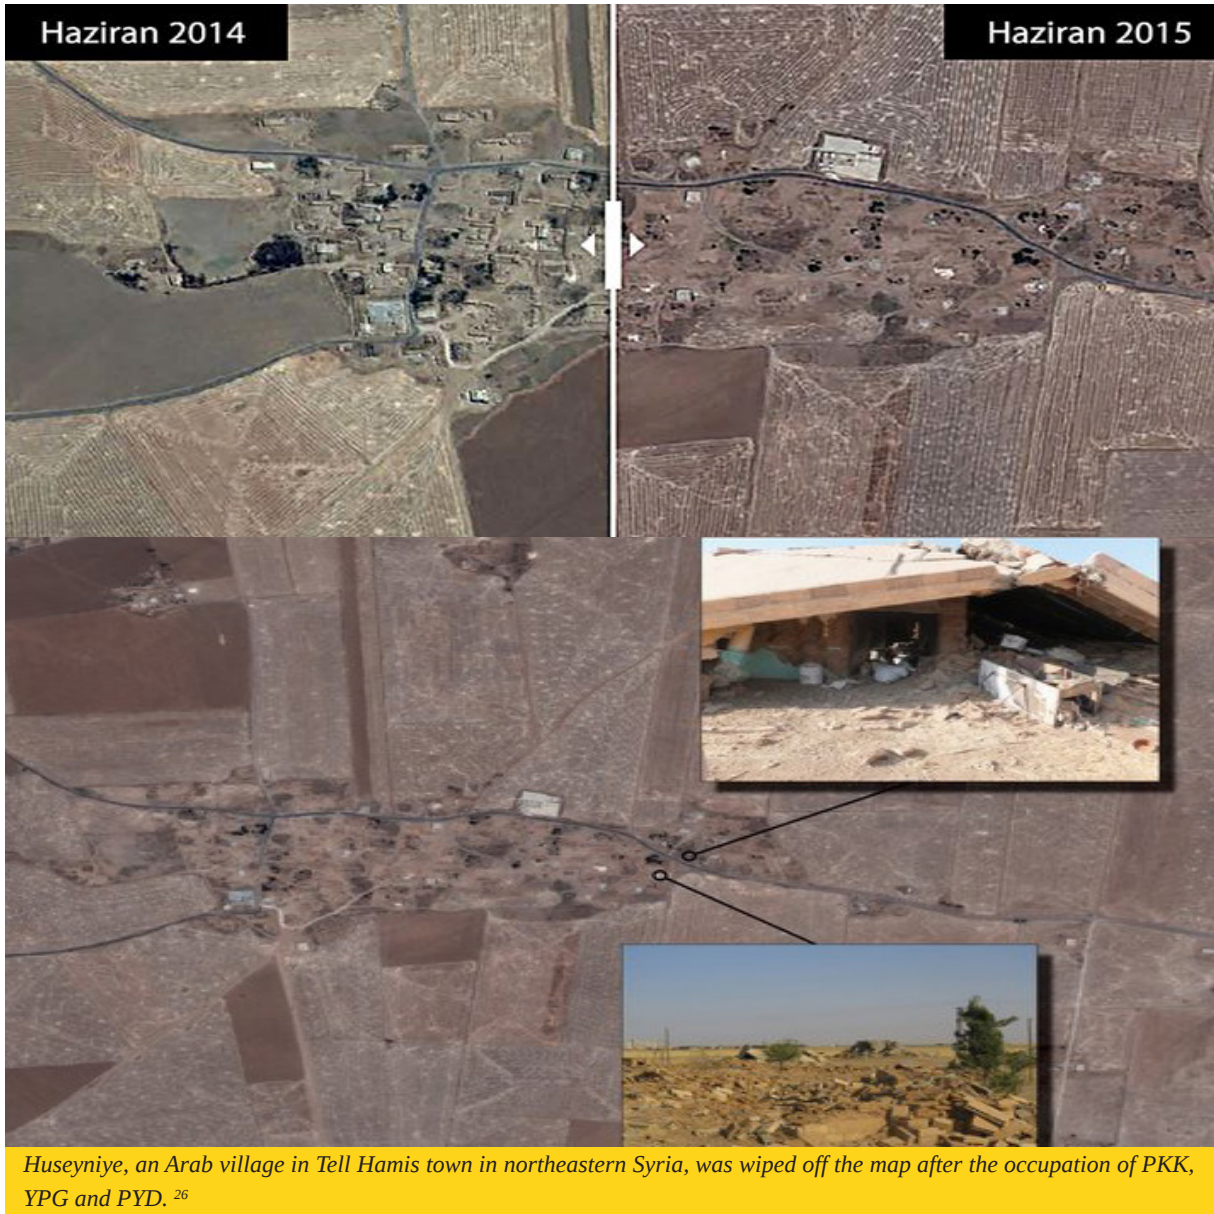 Haziran 2014
Haziran 2015
Huseyniye, an Arab village in Tell Hamis town in northeastern Syria, was wiped off the map after the occupation of PKK,
YPG and PYD. 26